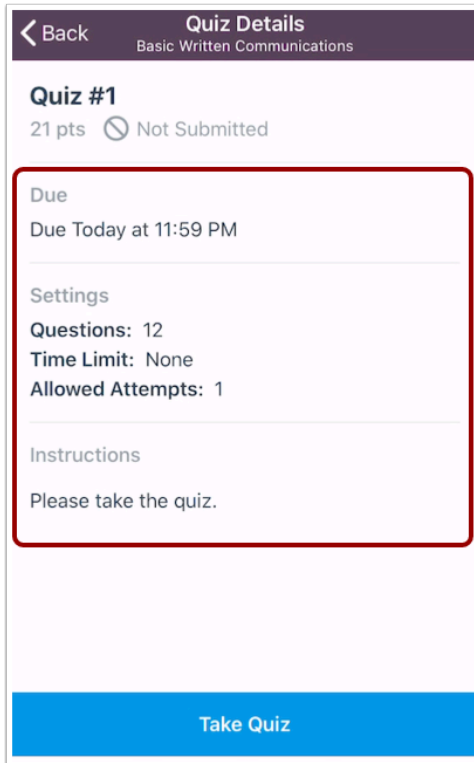 Back
Quiz Details
Basic Written Communications
Quiz #1
21 pts Not Submitted
Due
Due Today at 11:59 PM
Settings
Questions: 12
Time Limit: None
Allowed Attempts: 1
Instructions
Please take the quiz.
Take Quiz